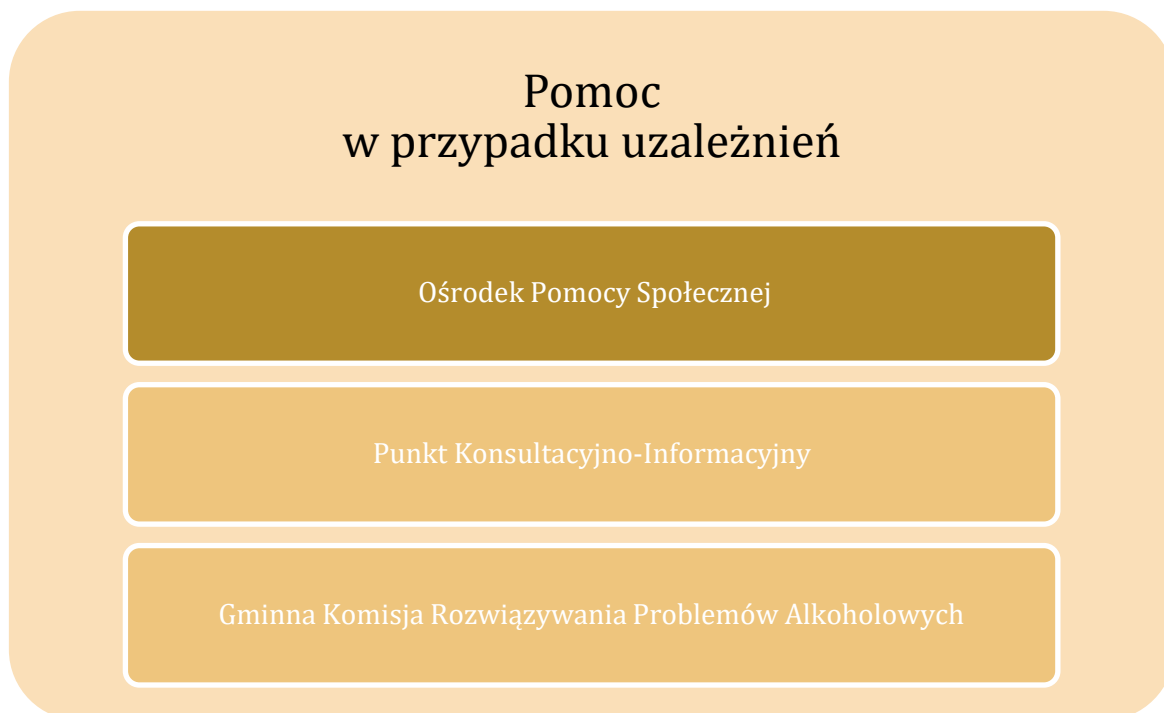 Pomoc
w przypadku uzależnień
Ośrodek Pomocy Społecznej
Punkt Konsultacyjno-Informacyjny
Gminna Komisja Rozwiązywania Problemów Alkoholowych